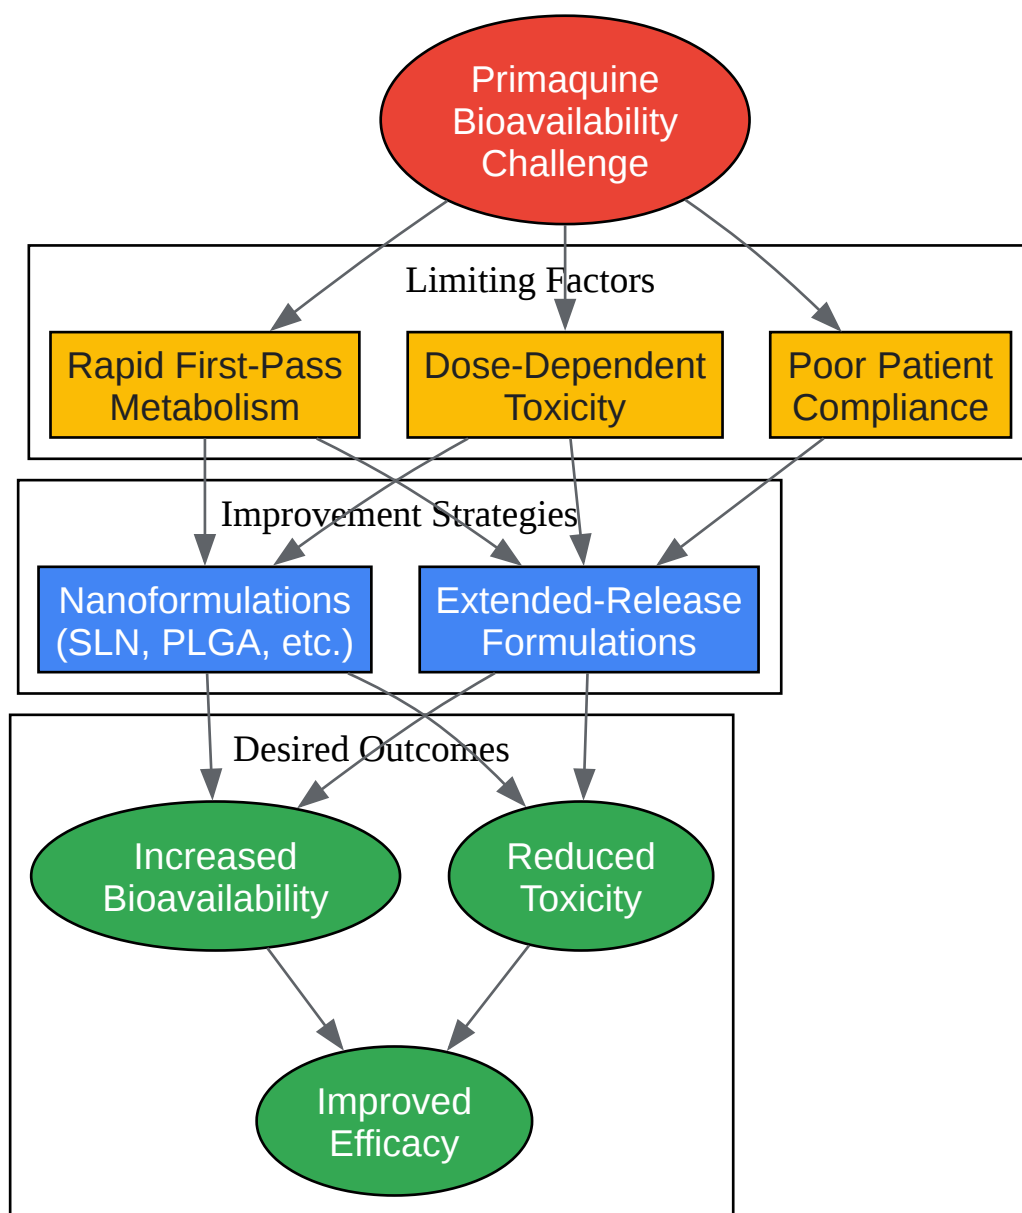 Primaquine
Bioavailability
Challenge
Limiting Factors
Rapid First-Pass
Metabolism
Dose-Dependent
Toxicity
Poor Patient
Compliance
Improvement Strategies
Nanoformulations
(SLN, PLGA, etc.)
Extended-Release
Formulations
Desired Outcomes
Increased
Bioavailability
Reduced
Toxicity
Improved
Efficacy